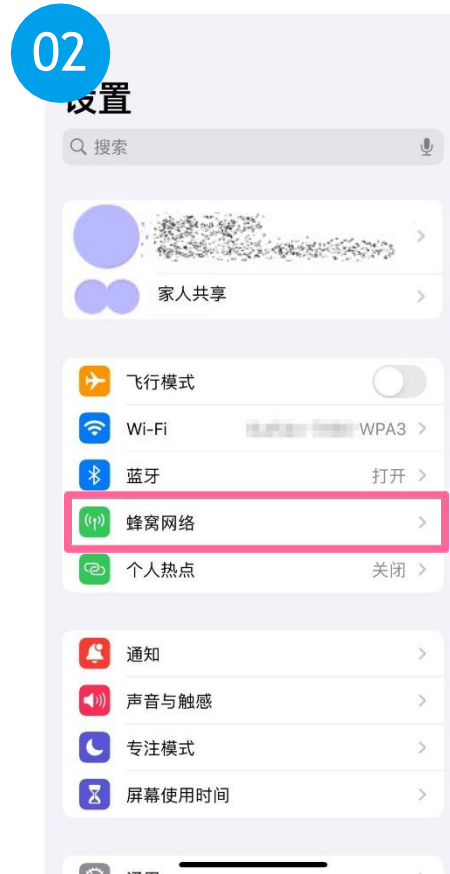 02
设置
搜索
家人共享
飞行模式
Wi-Fi WPA3
蓝牙 打开
蜂窝网络
个人热点 关闭
通知
声音与触感
专注模式
屏幕使用时间